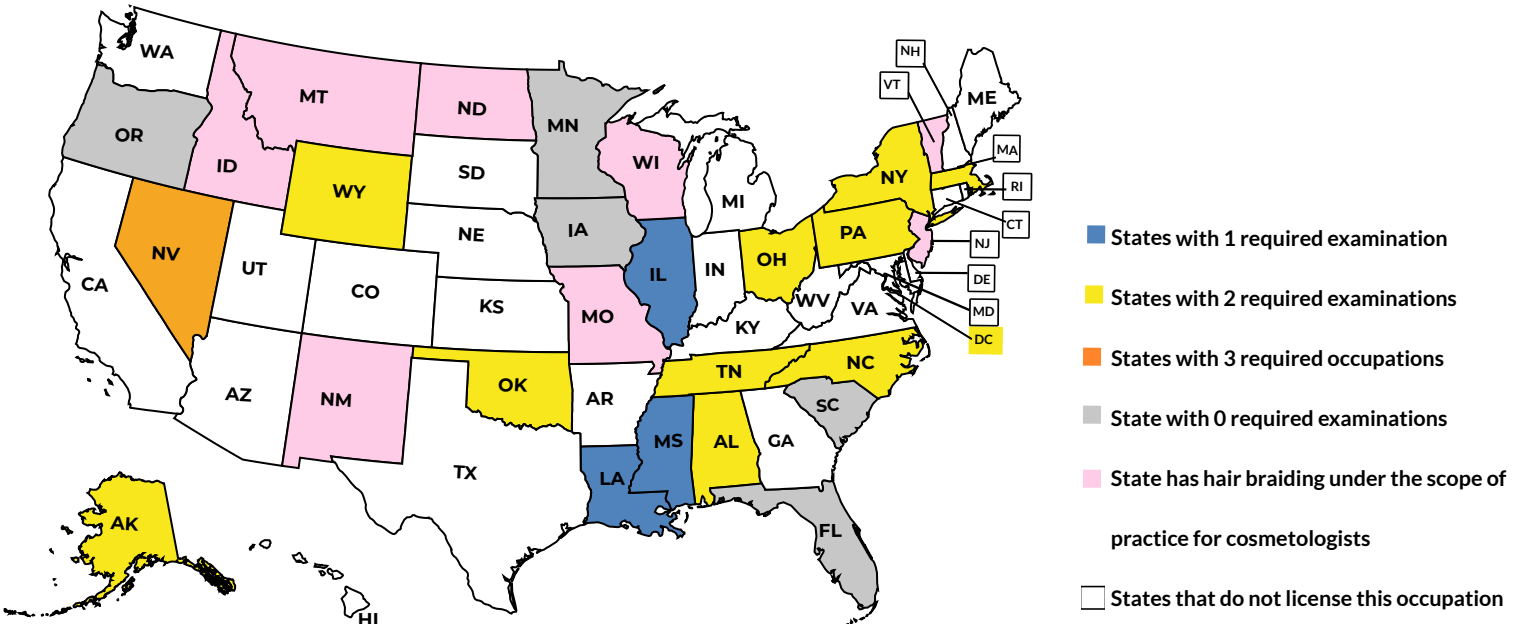 WA
MT
ND
MN
OR
ID
WI
SD
WY
MI
NH
VT
ME
MA
NY
RI
CT
PA
NJ
DE
MD
DC
IA
NE
NV
UT
CO
CA
IL
IN
OH
WV
VA
KS
MO
KY
AZ
NM
OK
AR
TN
NC
SC
MS
AL
GA
LA
TX
AK
FL
HI
States with 1 required examination
States with 2 required examinations
States with 3 required occupations
State with 0 required examinations
State has hair braiding under the scope of
practice for cosmetologists
States that do not license this occupation